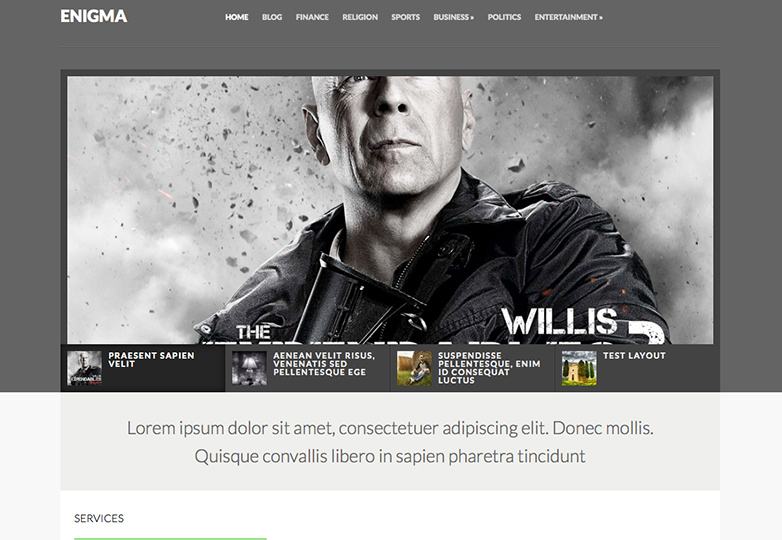 ENIGMA
HOME BLOG FINANCE RELIGION SPORTS BUSINESS » POLITICS ENTERTAINMENT »
WILLIS
THE
PRAESENT SAPIEN
VELIT
AENEAN VELIT RISUS,
VENENATIS SED
PELLENTESQUE EGE
SUSPENDISSE
PELLENTESQUE, ENIM
ID CONSEQUAT
LUCTUS
TEST LAYOUT
Lorem ipsum dolor sit amet, consectetuer adipiscing elit. Donec mollis.
Quisque convallis libero in sapien pharetra tincidunt
SERVICES